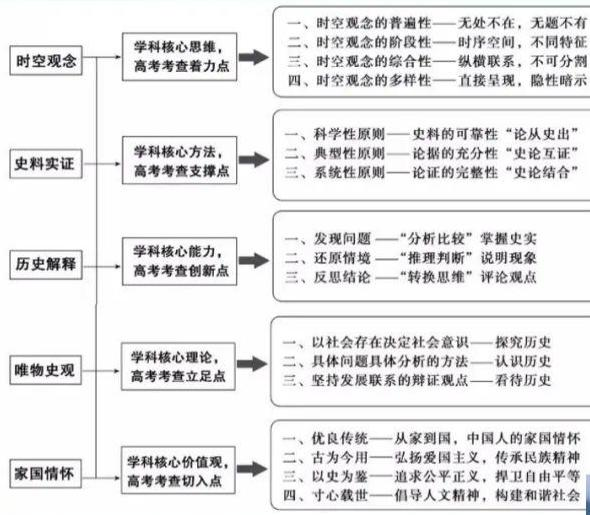 时空观念
学科核心思维，
高考考查着力点
一、时空观念的普遍性——无处不在，无题不有
二、时空观念的阶段性——时序空间，不同特征
三、时空观念的综合性——纵横联系，不可分割
四、时空观念的多样性——直接呈现，隐性暗示
史料实证
学科核心方法，
高考考查支撑点
一、科学性原则——史料的可靠性“论从史出”
二、典型性原则——论据的充分性“史论互证”
三、系统性原则——论证的完整性“史论结合”
历史解释
学科核心能力，
高考考查创新点
一、发现问题——“分析比较”掌握史实
二、还原情境——“推理判断”说明现象
三、反思结论——“转换思维”评论观点
唯物史观
学科核心理论，
高考考查立足点
一、以社会存在决定社会意识——探究历史
二、具体问题具体分析的方法——认识历史
三、坚持发展联系的辩证观点——看待历史
家国情怀
学科核心价值观，
高考考查切入点
一、优良传统——从家到国，中国人的家国情怀
二、古为今用——弘扬爱国主义，传承民族精神
三、以史为鉴——追求公平正义，捍卫自由平等
四、寸心载世——倡导人文精神，构建和谐社会